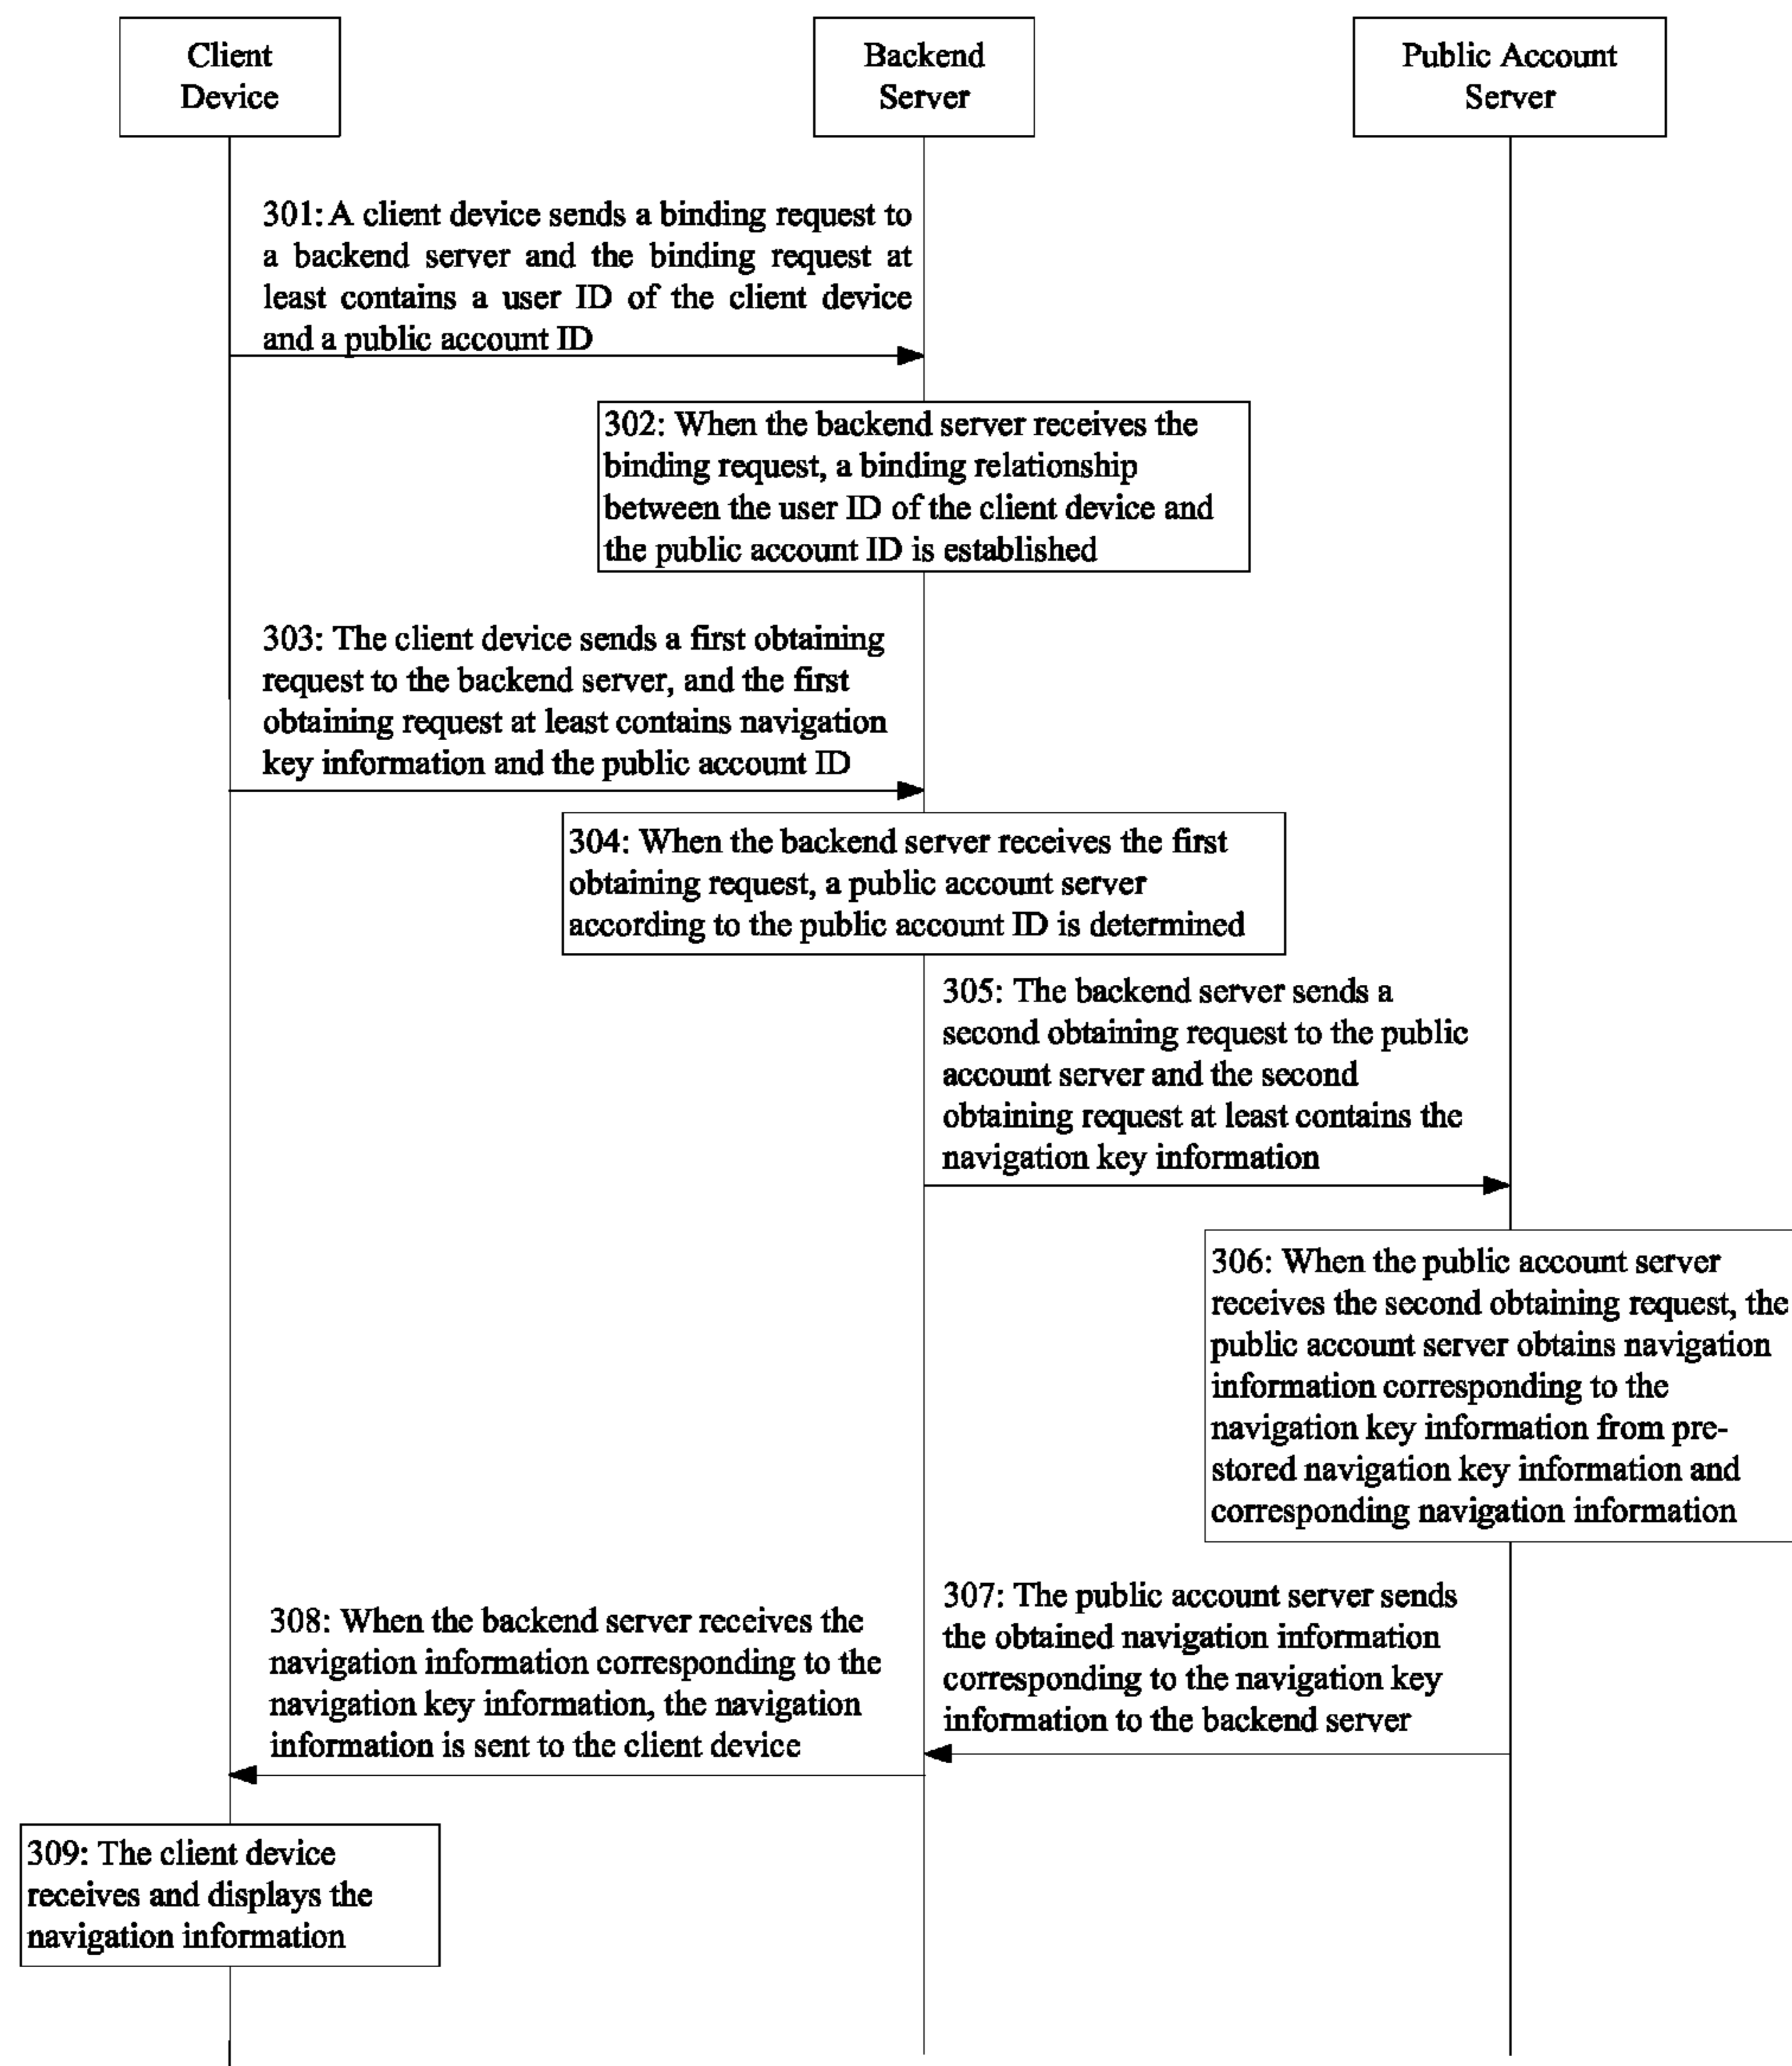 Client
Device
Backend
Server
Public Account
Server
301: A client device sends a binding request to
a backend server and the binding request at
least contains a user ID of the client device
and a public account ID
302: When the backend server receives the
binding request, a binding relationship
between the user ID of the client device and
the public account ID is established
303: The client device sends a first obtaining
request to the backend server, and the first
obtaining request at least contains navigation
key information and the public account ID
304: When the backend server receives the first
obtaining request, a public account server
according to the public account ID is determined
305: The backend server sends a
second obtaining request to the public
account server and the second
obtaining request at least contains the
navigation key information
306: When the public account server
receives the second obtaining request, the
public account server obtains navigation
information corresponding to the
navigation key information from pre-
stored navigation key information and
corresponding navigation information
307: The public account server sends
the obtained navigation information
corresponding to the navigation key
information to the backend server
308: When the backend server receives the
navigation information corresponding to the
navigation key information, the navigation
information is sent to the client device
309: The client device
receives and displays the
navigation information